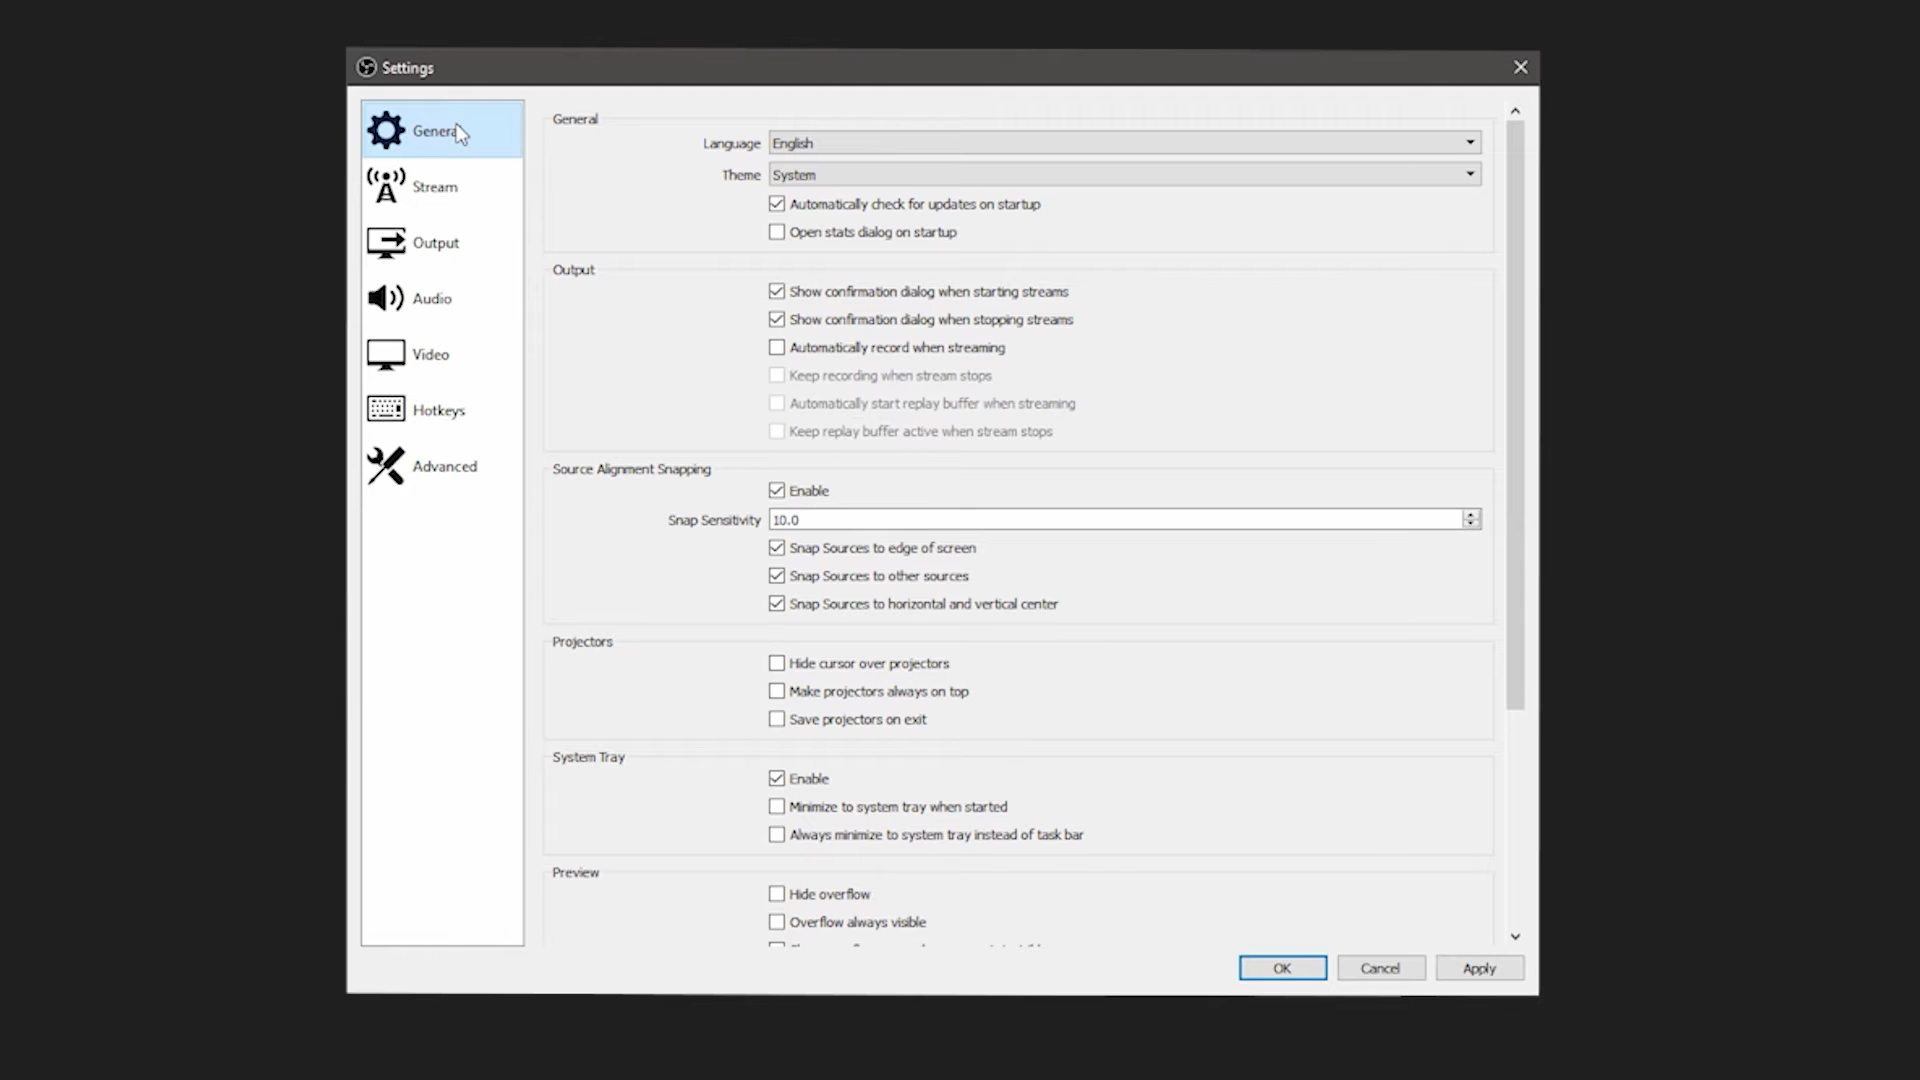 Settings
General
Stream
Output
Audio
Video
Hotkeys
Advanced
General
Language English
Theme System
Automatically check for updates on startup
Open stats dialog on startup
Output
Show confirmation dialog when starting streams
Show confirmation dialog when stopping streams
Automatically record when streaming
Keep recording when stream stops
Automatically start replay buffer when streaming
Keep replay buffer active when stream stops
Source Alignment Snapping
Enable
Snap Sensitivity 10.0
Snap Sources to edge of screen
Snap Sources to other sources
Snap Sources to horizontal and vertical center
Projectors
Hide cursor over projectors
Make projectors always on top
Save projectors on exit
System Tray
Enable
Minimize to system tray when started
Always minimize to system tray instead of task bar
Preview
Hide overflow
Overflow always visible
OK Cancel Apply